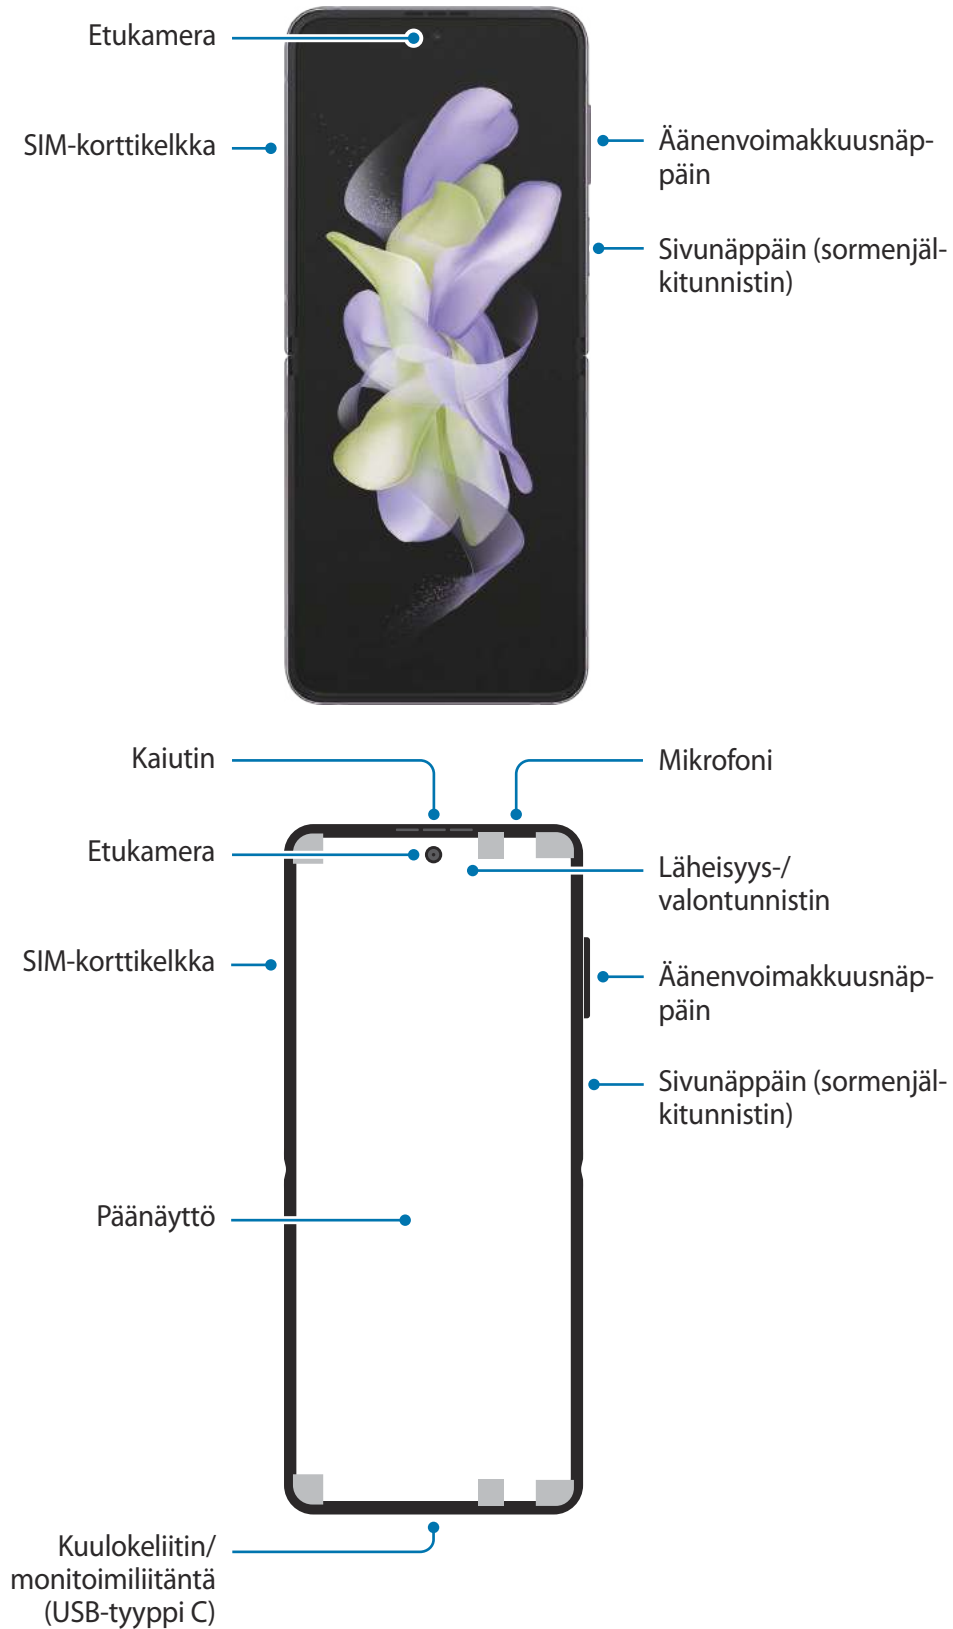 Etukamera
SIM-korttikelkka
Äänenvoimakkuusnäp-
päin
Sivunäppäin (sormenjäl-
kitunnistin)
Kaiutin
Mikrofoni
Etukamera
Läheisyys-/
valontunnistin
SIM-korttikelkka
Äänenvoimakkuusnäp-
päin
Sivunäppäin (sormenjäl-
kitunnistin)
Päänäyttö
Kuulokeliitin/
monitoimiliitäntä
(USB-tyyppi C)